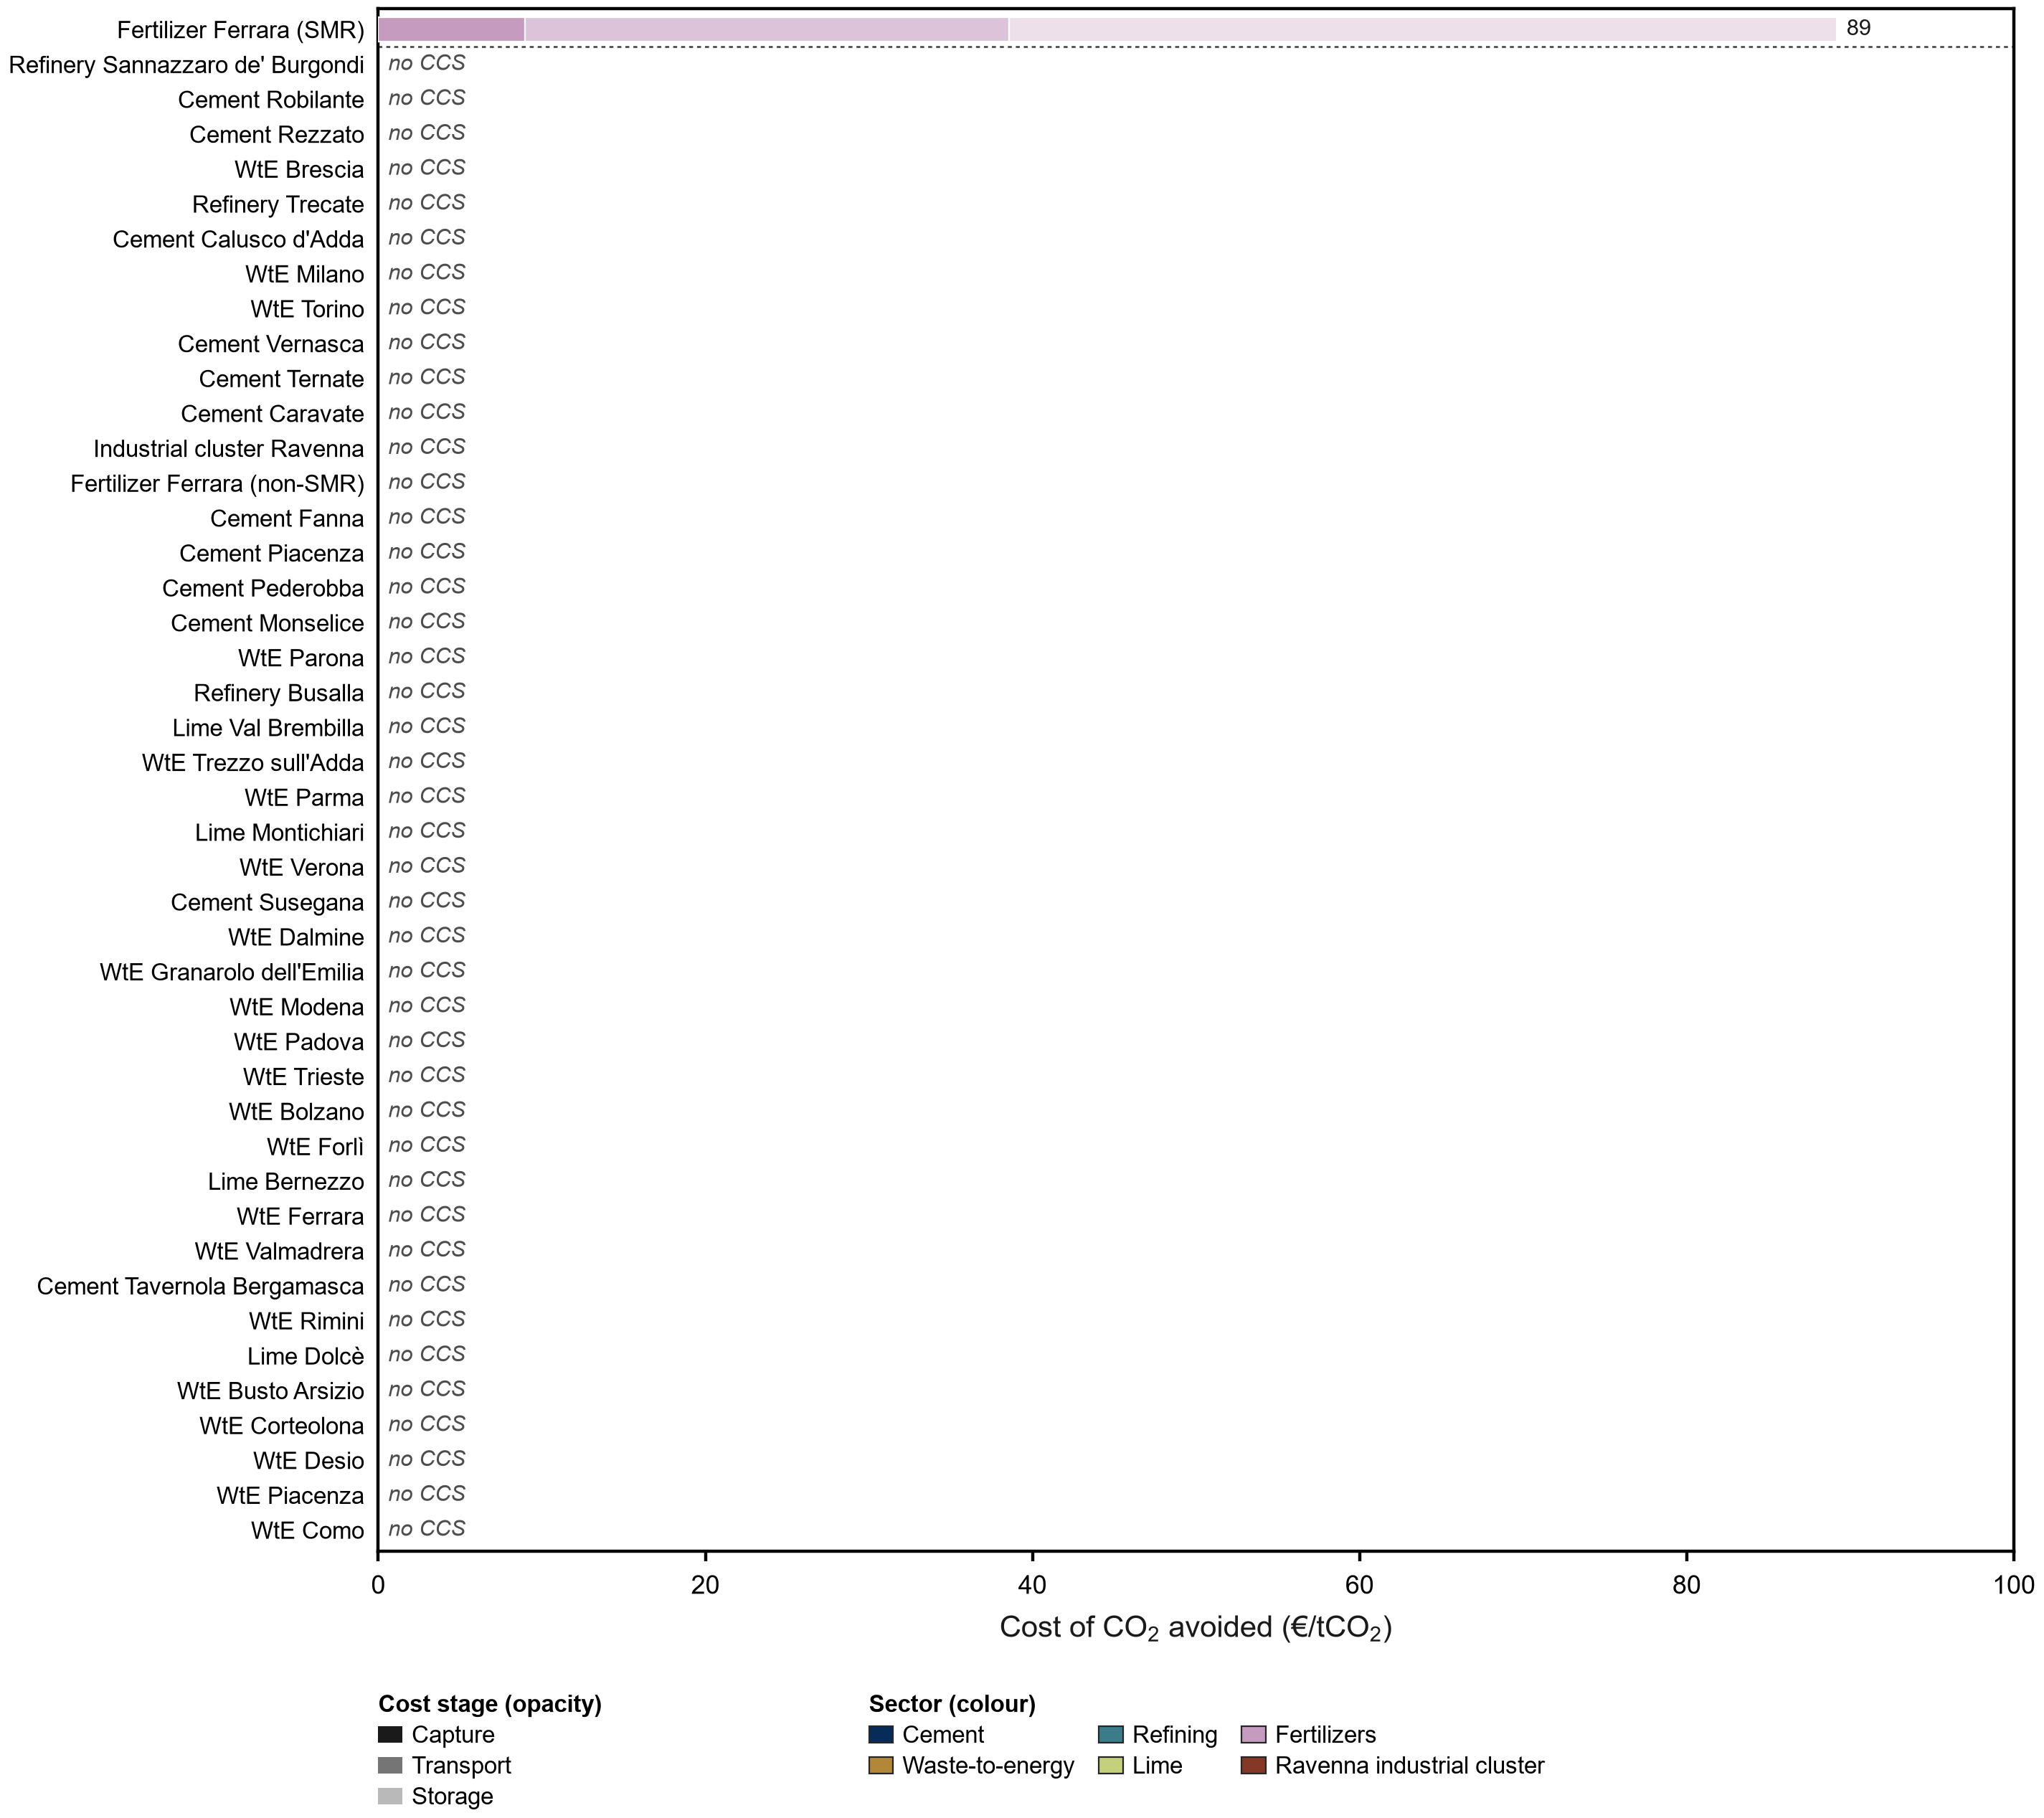 Fertilizer Ferrara (SMR) 89
Refinery Sannazzaro de' Burgondi no CCS
Cement Robilante no CCS
Cement Rezzato no CCS
WtE Brescia no CCS
Refinery Trecate no CCS
Cement Calusco d'Adda no CCS
WtE Milano no CCS
WtE Torino no CCS
Cement Vernasca no CCS
Cement Ternate no CCS
Cement Caravate no CCS
Industrial cluster Ravenna no CCS
Fertilizer Ferrara (non-SMR) no CCS
Cement Fanna no CCS
Cement Piacenza no CCS
Cement Pederobba no CCS
Cement Monselice no CCS
WtE Parona no CCS
Refinery Busalla no CCS
Lime Val Brembilla no CCS
WtE Trezzo sull'Adda no CCS
WtE Parma no CCS
Lime Montichiari no CCS
WtE Verona no CCS
Cement Susegana no CCS
WtE Dalmine no CCS
WtE Granarolo dell'Emilia no CCS
WtE Modena no CCS
WtE Padova no CCS
WtE Trieste no CCS
WtE Bolzano no CCS
WtE Forlì no CCS
Lime Bernezzo no CCS
WtE Ferrara no CCS
WtE Valmadrera no CCS
Cement Tavernola Bergamasca no CCS
WtE Rimini no CCS
Lime Dolcè no CCS
WtE Busto Arsizio no CCS
WtE Corteolona no CCS
WtE Desio no CCS
WtE Piacenza no CCS
WtE Como no CCS
0 20 40 60 80 100
Cost of CO₂ avoided (€/tCO₂)
Cost stage (opacity)
Capture
Transport
Storage
Sector (colour)
Cement Refining Fertilizers
Waste-to-energy Lime Ravenna industrial cluster